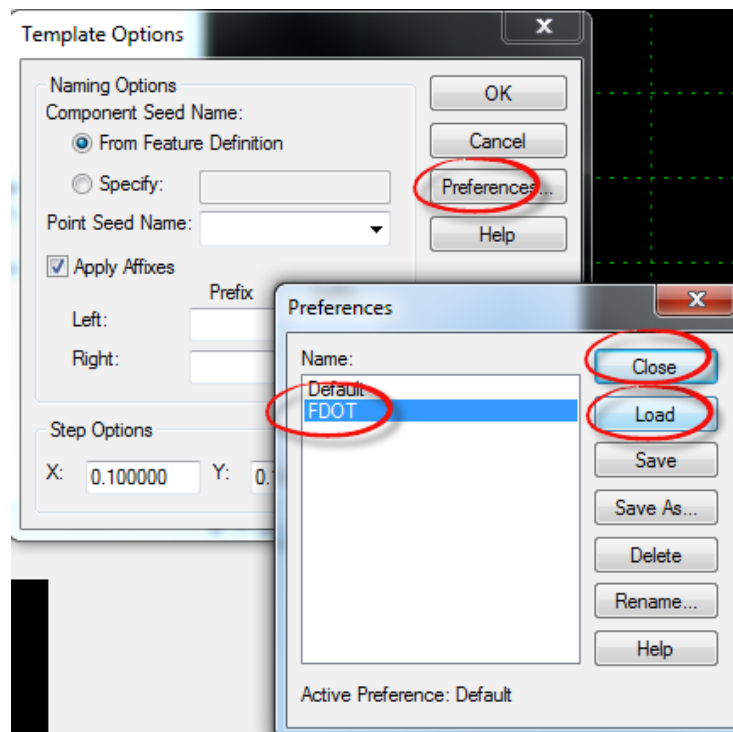 Template Options
X
Naming Options
Component Seed Name:
From Feature Definition
Specify:
Point Seed Name:
Apply Affixes
Prefix
Left:
Right:
Step Options
X: 0.100000 Y: 0.
OK
Cancel
Preferences...
Help
Preferences
X
Name:
Default
FDOT
Close
Load
Save
Save As...
Delete
Rename...
Help
Active Preference: Default